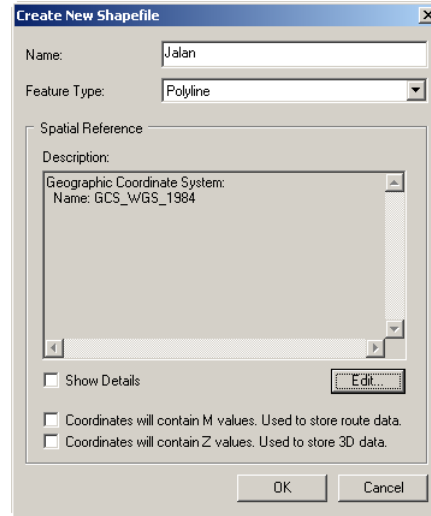 Create New Shapefile
Name: Jalan
Feature Type: Polyline
Spatial Reference
Description:
Geographic Coordinate System:
Name: GCS_WGS_1984
Show Details
Edit...
Coordinates will contain M values. Used to store route data.
Coordinates will contain Z values. Used to store 3D data.
OK Cancel